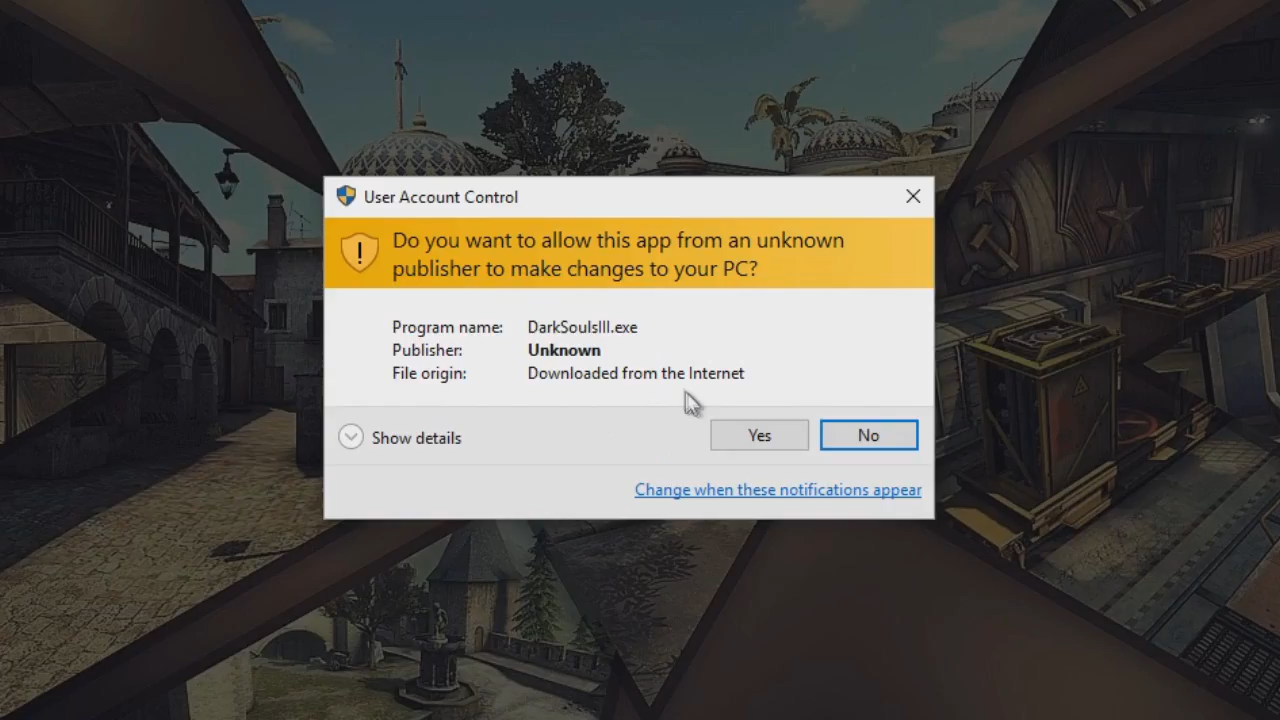 User Account Control
Do you want to allow this app from an unknown
publisher to make changes to your PC?
Program name: DarkSoulsIII.exe
Publisher: Unknown
File origin: Downloaded from the Internet
Show details
Yes
No
Change when these notifications appear